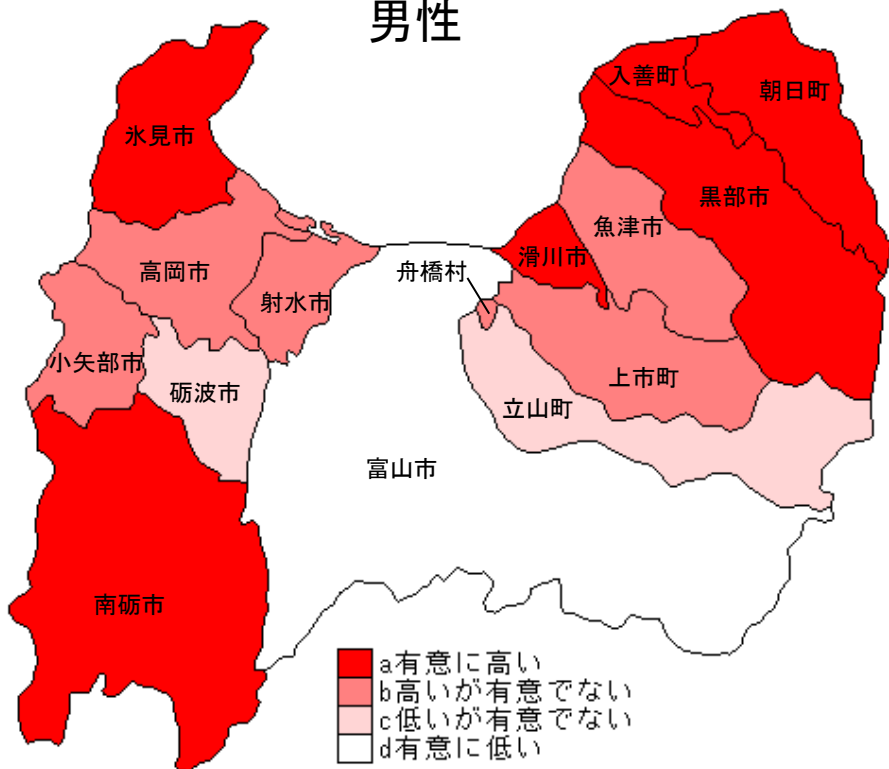 男性
入善町
朝日町
氷見市
黒部市
魚津市
滑川市
舟橋村
高岡市
射水市
小矢部市
砺波市
上市町
立山町
富山市
南砺市
a有意に高い
b高いが有意でない
c低いが有意でない
d有意に低い